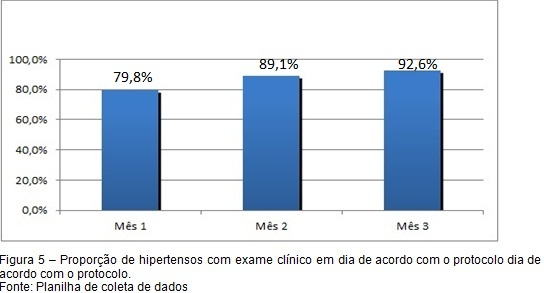 79,8%
89,1%
92,6%
100,0%
80,0%
60,0%
40,0%
20,0%
0,0%
Mês 1
Mês 2
Mês 3
Figura 5 – Proporção de hipertensos com exame clínico em dia de acordo com o protocolo dia de
acordo com o protocolo.
Fonte: Planilha de coleta de dados